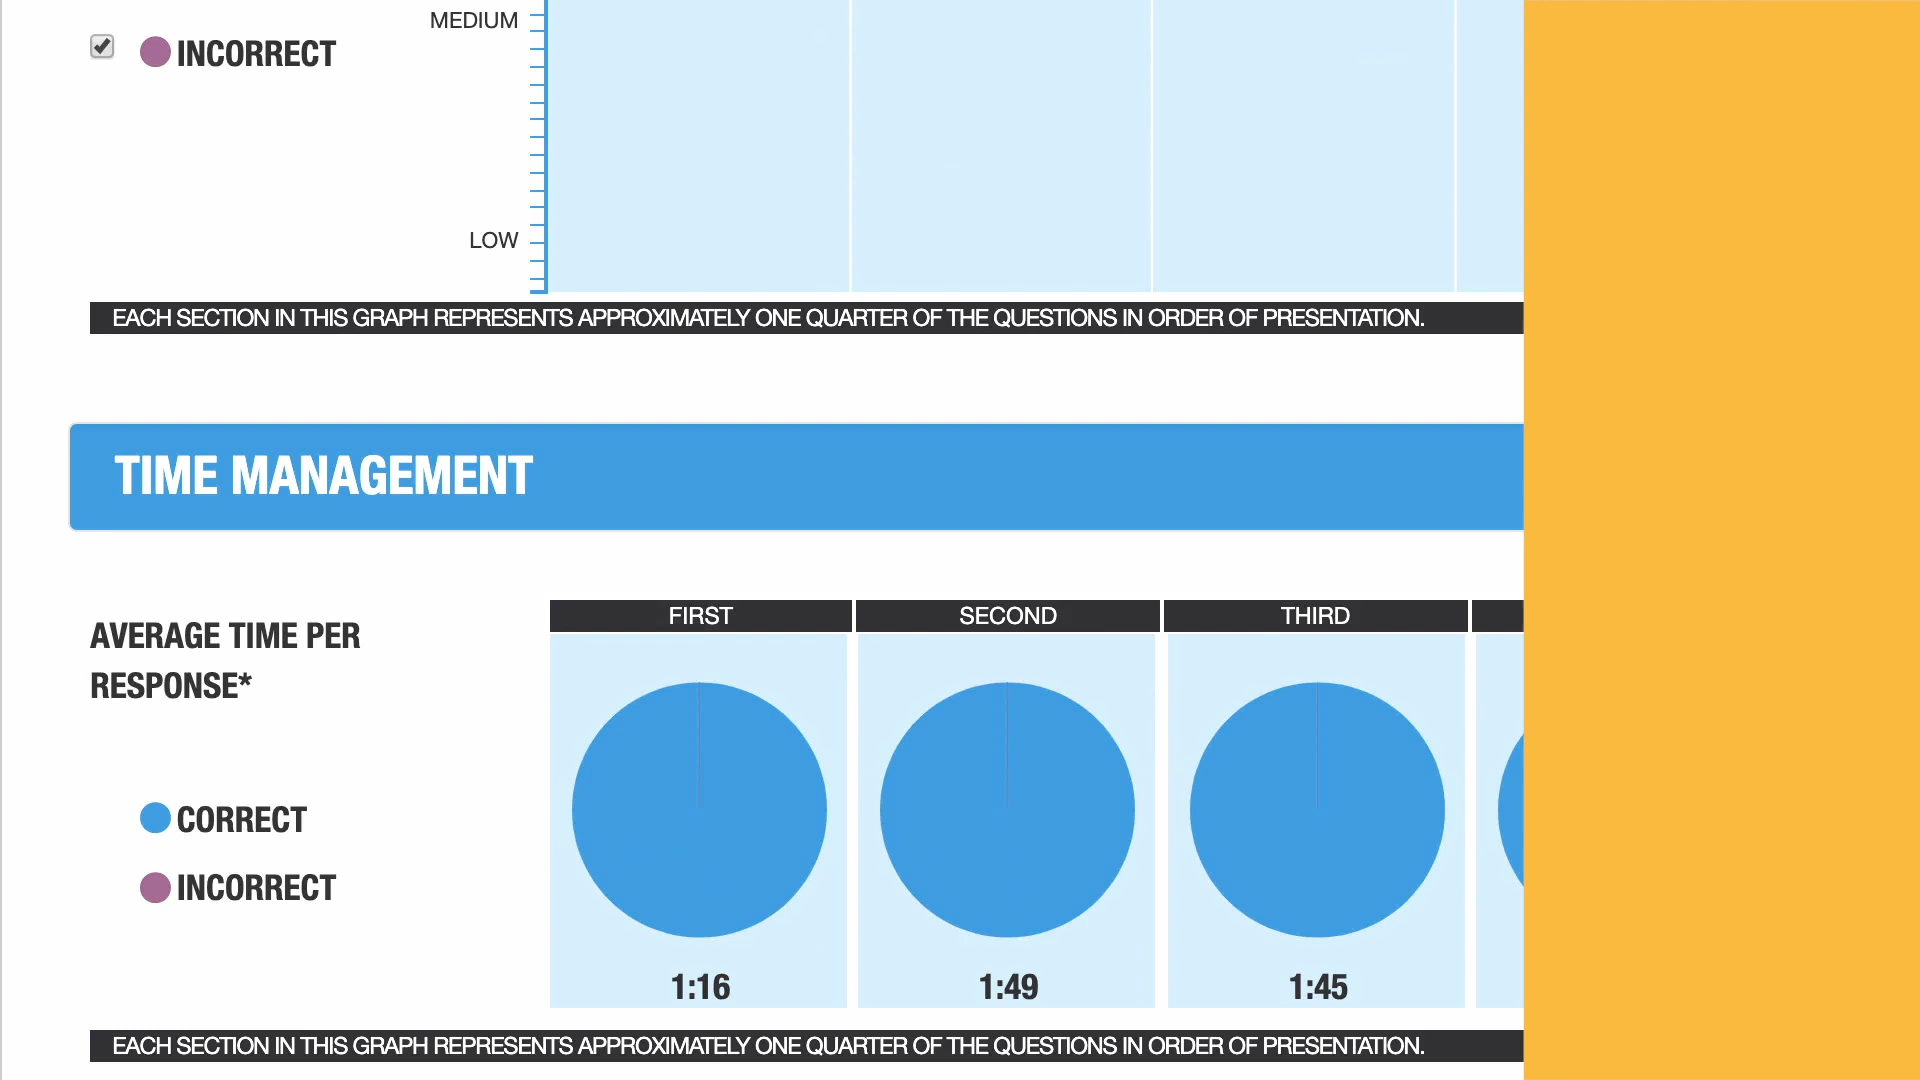 MEDIUM
INCORRECT
LOW
EACH SECTION IN THIS GRAPH REPRESENTS APPROXIMATELY ONE QUARTER OF THE QUESTIONS IN ORDER OF PRESENTATION.
TIME MANAGEMENT
FIRST SECOND THIRD
AVERAGE TIME PER
RESPONSE*
CORRECT
INCORRECT
1:16 1:49 1:45
EACH SECTION IN THIS GRAPH REPRESENTS APPROXIMATELY ONE QUARTER OF THE QUESTIONS IN ORDER OF PRESENTATION.